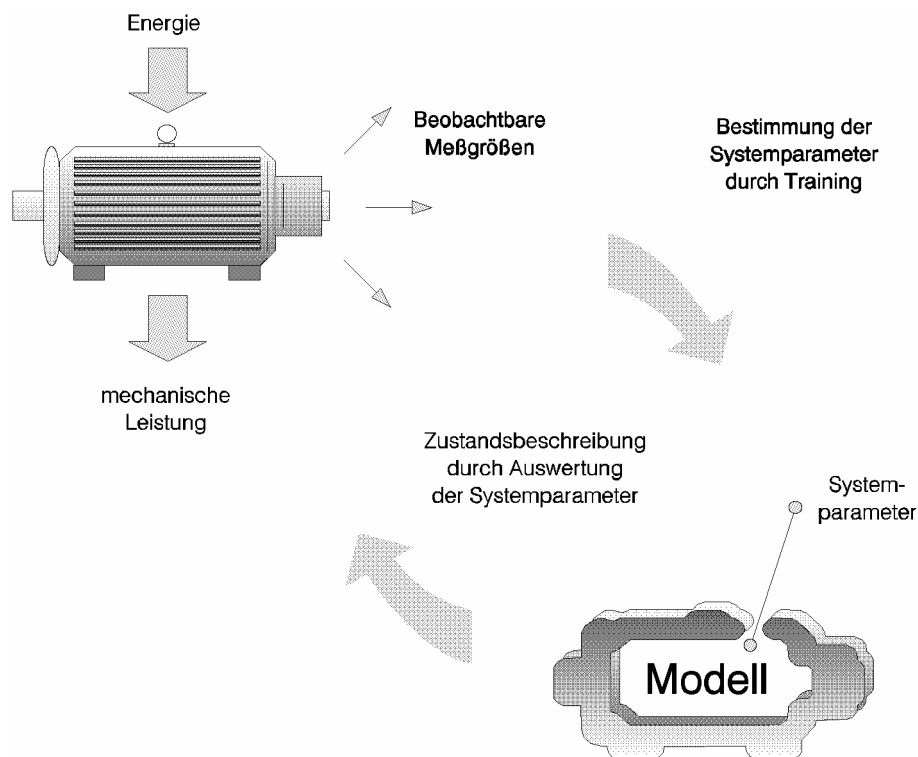 Energie
Beobachtbare
Meßgrößen
Bestimmung der
Systemparameter
durch Training
mechanische
Leistung
Zustandsbeschreibung
durch Auswertung
der Systemparameter
System-
parameter
Modell